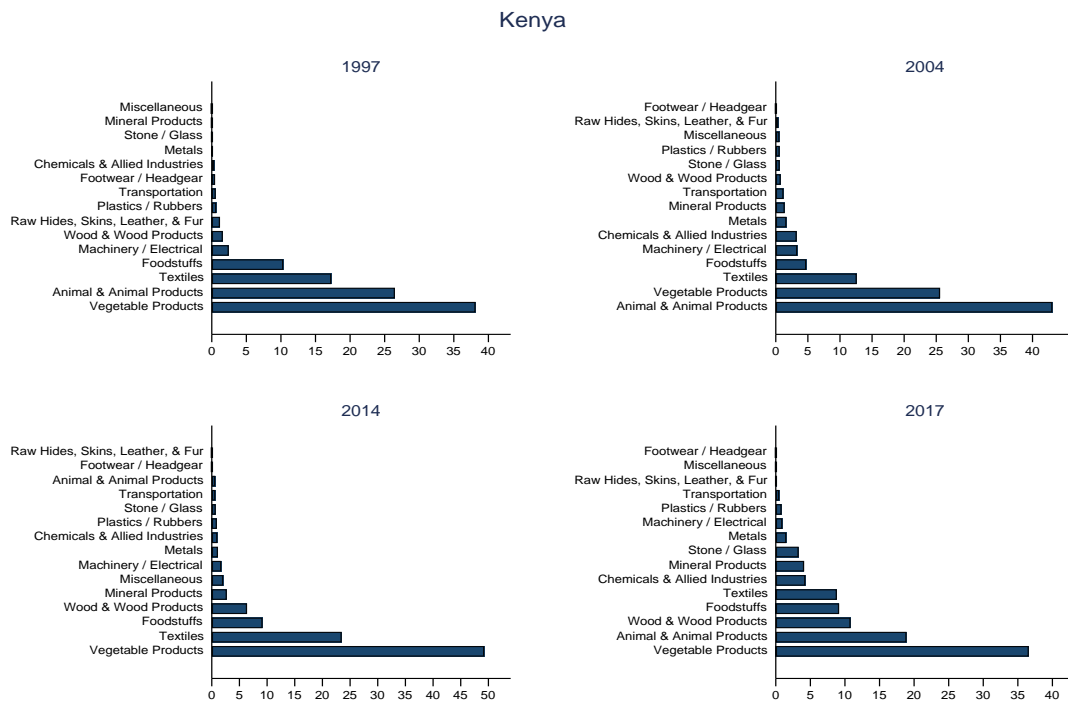 Kenya
1997
Miscellaneous
Mineral Products
Stone / Glass
Metals
Chemicals & Allied Industries
Footwear / Headgear
Transportation
Plastics / Rubbers
Raw Hides, Skins, Leather, & Fur
Wood & Wood Products
Machinery / Electrical
Foodstuffs
Textiles
Animal & Animal Products
Vegetable Products
0 5 10 15 20 25 30 35 40
2004
Footwear / Headgear
Raw Hides, Skins, Leather, & Fur
Miscellaneous
Plastics / Rubbers
Stone / Glass
Wood & Wood Products
Transportation
Mineral Products
Metals
Chemicals & Allied Industries
Machinery / Electrical
Foodstuffs
Textiles
Vegetable Products
Animal & Animal Products
0 5 10 15 20 25 30 35 40
2014
Raw Hides, Skins, Leather, & Fur
Footwear / Headgear
Animal & Animal Products
Transportation
Stone / Glass
Plastics / Rubbers
Chemicals & Allied Industries
Metals
Machinery / Electrical
Miscellaneous
Mineral Products
Wood & Wood Products
Foodstuffs
Textiles
Vegetable Products
0 5 10 15 20 25 30 35 40 45 50
2017
Footwear / Headgear
Miscellaneous
Raw Hides, Skins, Leather, & Fur
Transportation
Plastics / Rubbers
Machinery / Electrical
Metals
Stone / Glass
Mineral Products
Chemicals & Allied Industries
Textiles
Foodstuffs
Wood & Wood Products
Animal & Animal Products
Vegetable Products
0 5 10 15 20 25 30 35 40